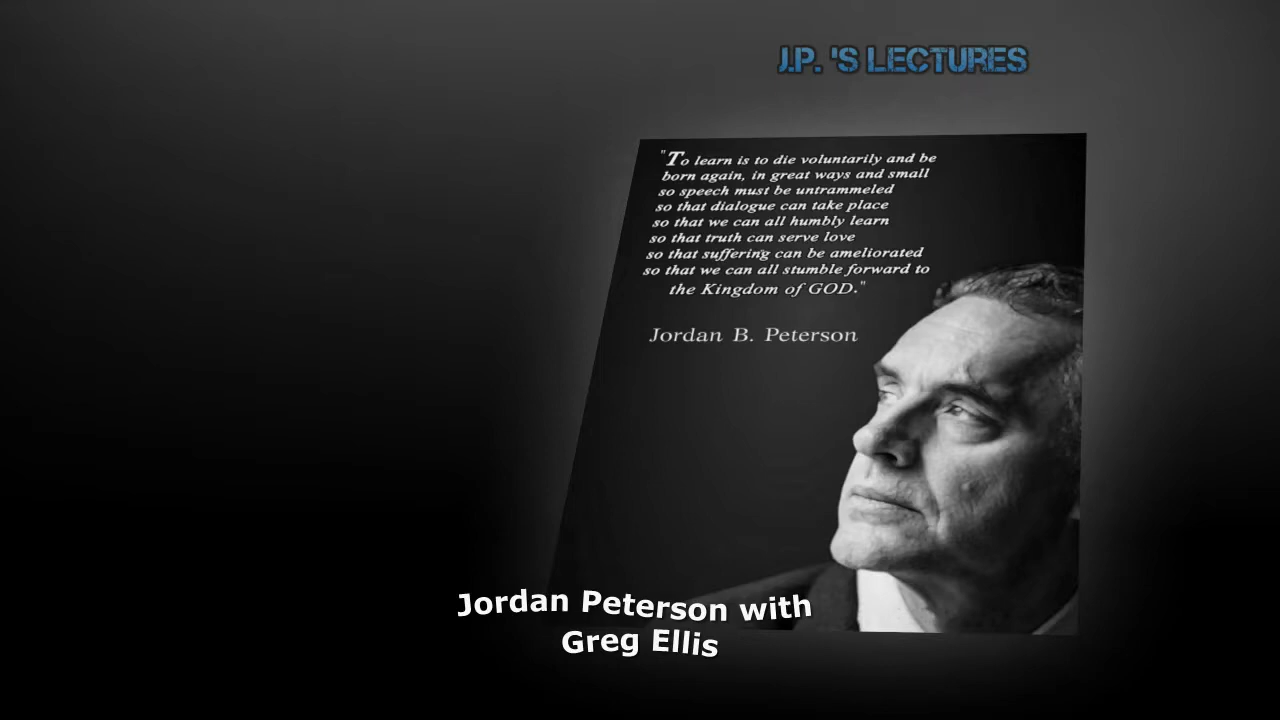 J.P. 'S LECTURES
"To learn is to die voluntarily and be
born again, in great ways and small
so speech must be untrammeled
so that dialogue can take place
so that we can all humbly learn
so that truth can serve love
so that suffering can be ameliorated
so that we can all stumble forward to
the Kingdom of GOD."
Jordan B. Peterson
Jordan Peterson with
Greg Ellis